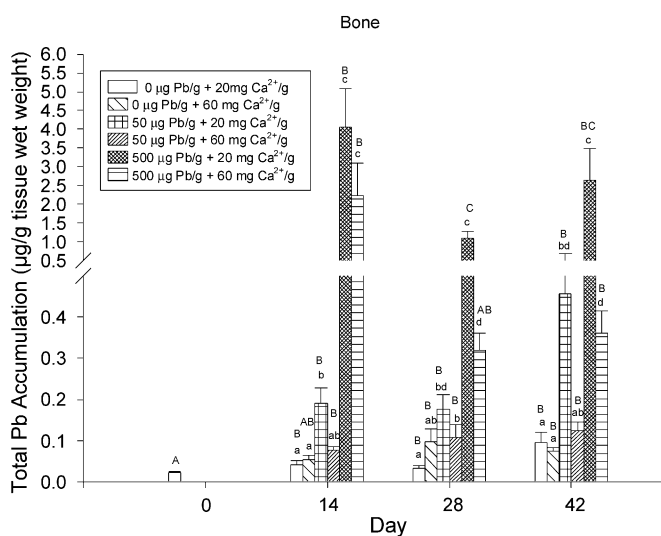 Bone
Total Pb Accumulation (µg/g tissue wet weight)
6.0
5.5
5.0
4.5
4.0
3.5
3.0
2.5
2.0
1.5
1.0
0.5
0.4
0.3
0.2
0.1
0.0
0 µg Pb/g + 20mg Ca²⁺/g
0 µg Pb/g + 60 mg Ca²⁺/g
50 µg Pb/g + 20 mg Ca²⁺/g
50 µg Pb/g + 60 mg Ca²⁺/g
500 µg Pb/g + 20 mg Ca²⁺/g
500 µg Pb/g + 60 mg Ca²⁺/g
A
B
a
AB
a
B
b
B
ab
B
c
B
c
B
a
B
ab
B
bd
B
b
C
c
AB
d
B
a
B
a
B
bd
B
ab
BC
c
B
d
0 14 28 42
Day